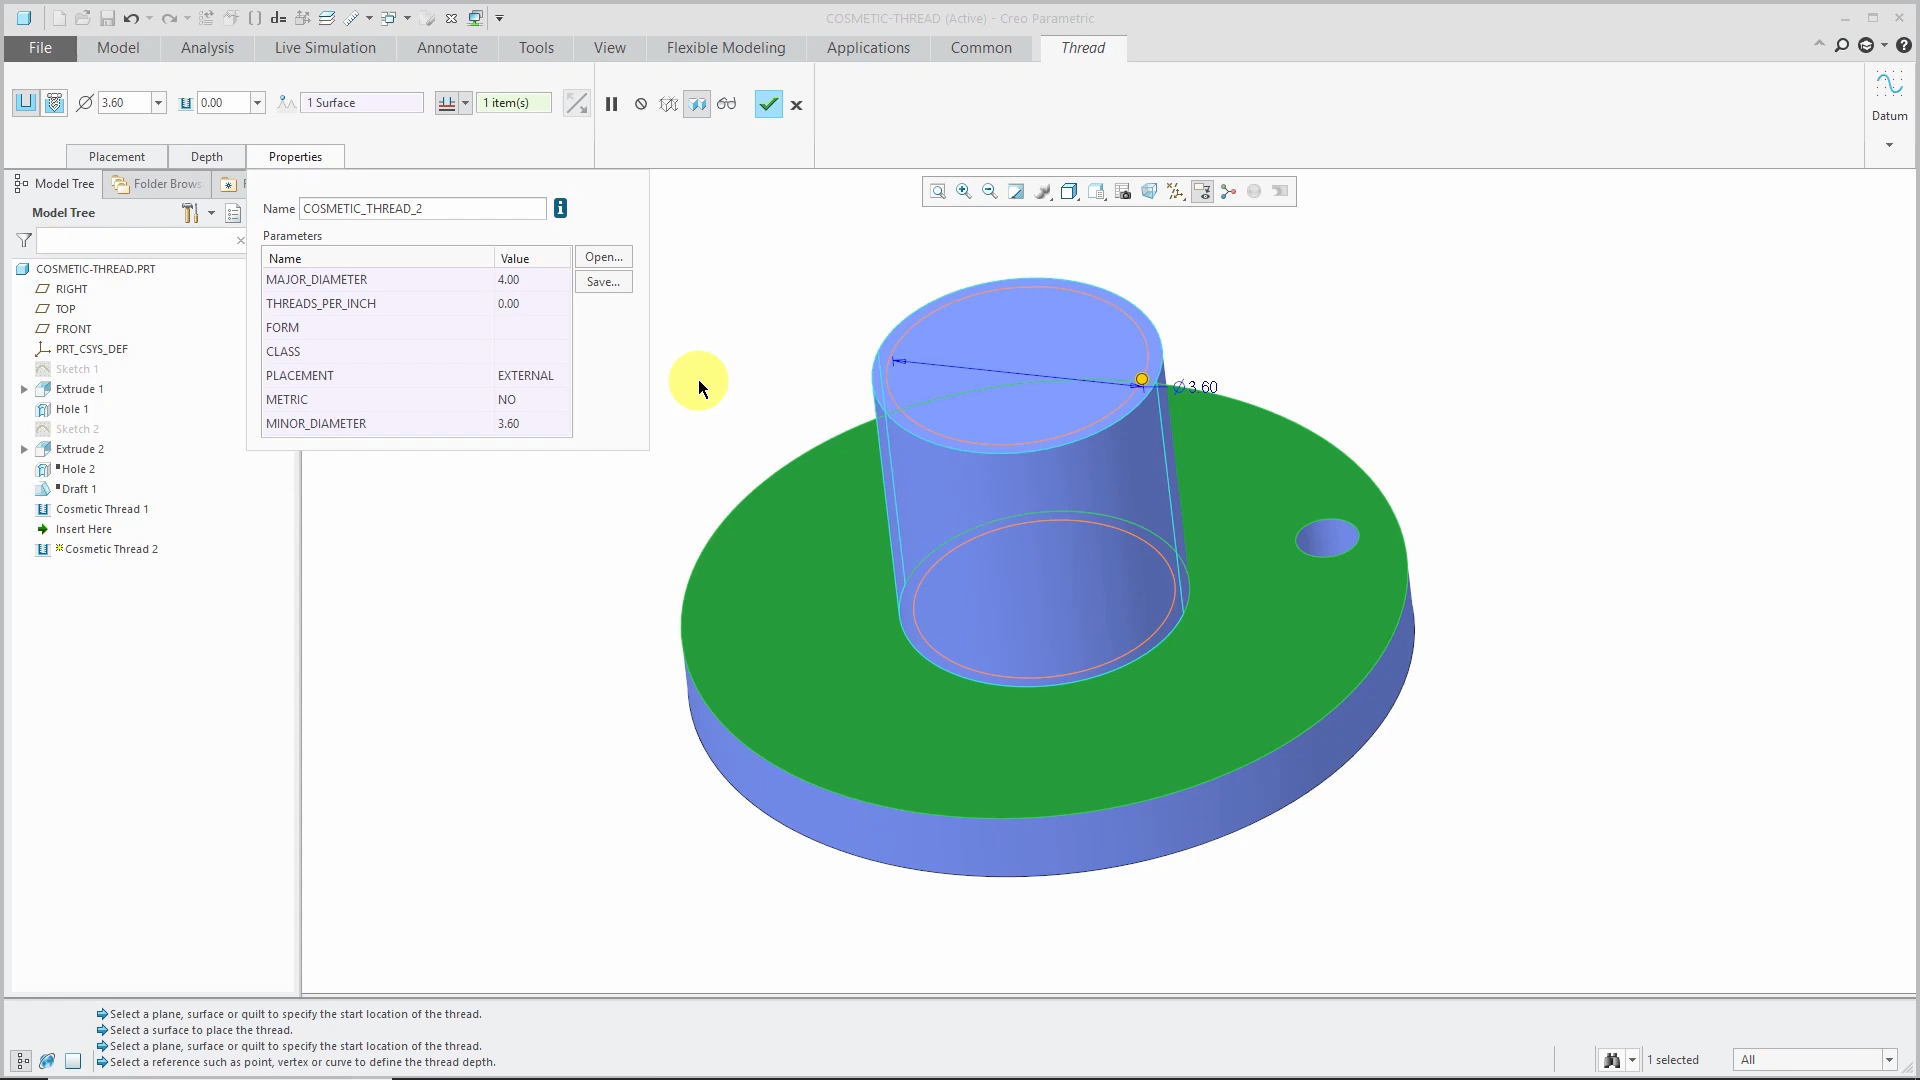 COSMETIC-THREAD (Active) - Creo Parametric
File Model Analysis Live Simulation Annotate Tools View Flexible Modeling Applications Common Thread
3.60 0.00 1 Surface 1 item(s)
Datum
Placement Depth Properties
Model Tree Folder Brows
Model Tree
Name COSMETIC_THREAD_2
Parameters
Name Value
Open...
MAJOR_DIAMETER 4.00
Save...
THREADS_PER_INCH 0.00
FORM
CLASS
PLACEMENT EXTERNAL
METRIC NO
MINOR_DIAMETER 3.60
COSMETIC-THREAD.PRT
RIGHT
TOP
FRONT
PRT_CSYS_DEF
Sketch 1
Extrude 1
Hole 1
Sketch 2
Extrude 2
Hole 2
Draft 1
Cosmetic Thread 1
Insert Here
Cosmetic Thread 2
Ø3.60
Select a plane, surface or quilt to specify the start location of the thread.
Select a surface to place the thread.
Select a plane, surface or quilt to specify the start location of the thread.
Select a reference such as point, vertex or curve to define the thread depth.
1 selected All